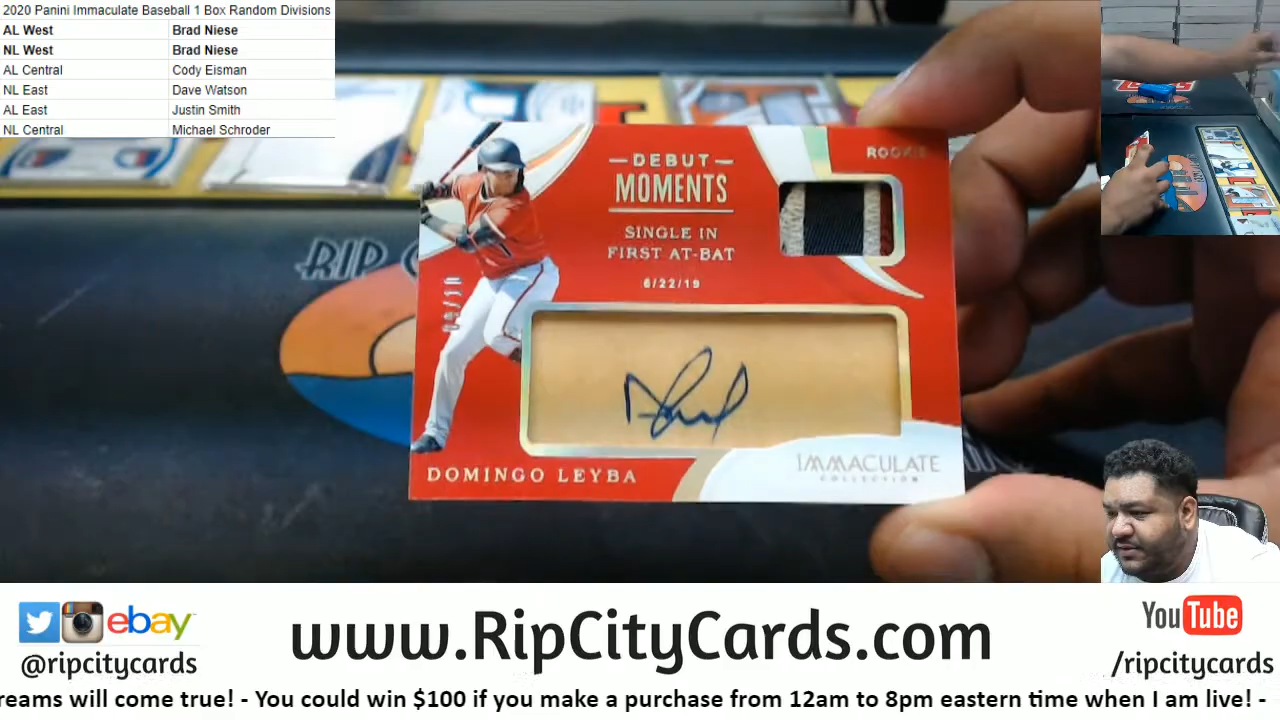 2020 Panini Immaculate Baseball 1 Box Random Divisions
AL West Brad Niese
NL West Brad Niese
AL Central Cody Eisman
NL East Dave Watson
AL East Justin Smith
NL Central Michael Schroder
DEBUT
MOMENTS
SINGLE IN
FIRST AT-BAT
6/22/19
ROOKIE
DOMINGO LEYBA
IMMACULATE
COLLECTION
RIP
ebay
@ripcitycards
www.RipCityCards.com
YouTube
/ripcitycards
reams will come true! - You could win $100 if you make a purchase from 12am to 8pm eastern time when I am live! -